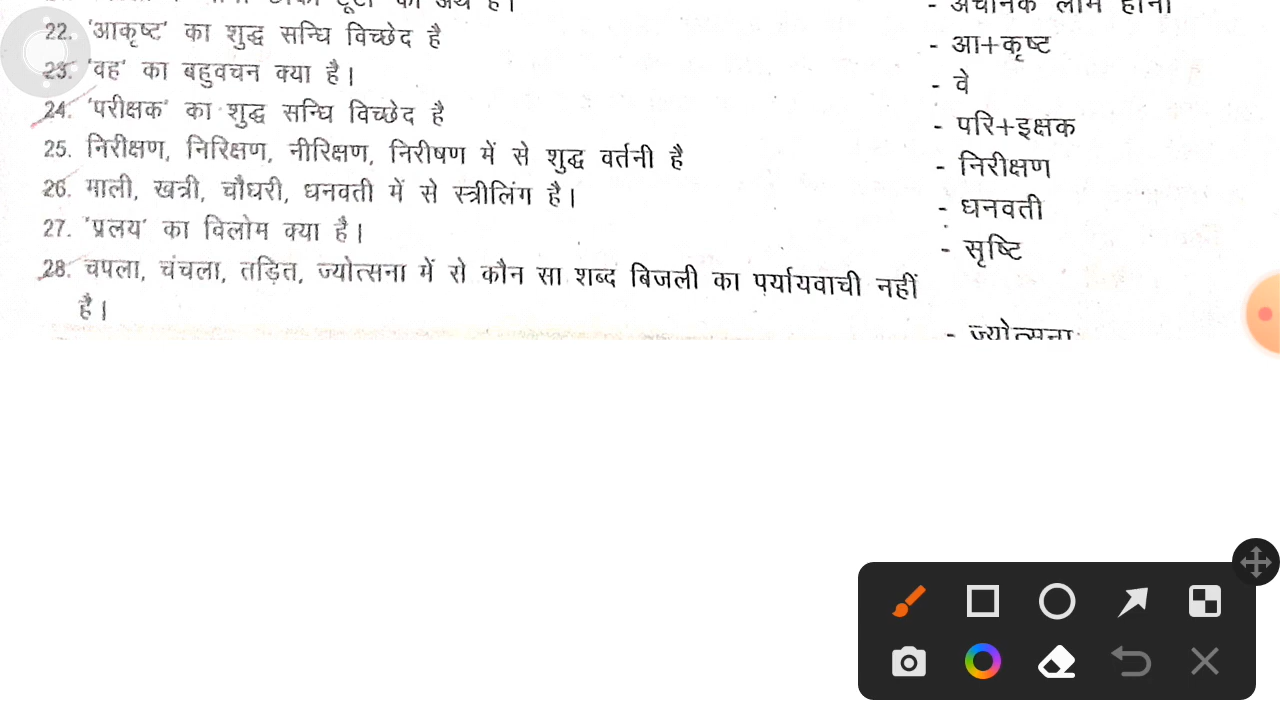 22. 'आकृष्ट' का शुद्ध सन्धि विच्छेद है - आ+कृष्ट
23. 'वह' का बहुवचन क्या है। - वे
24. 'परीक्षक' का शुद्ध सन्धि विच्छेद है - परि+इक्षक
25. निरीक्षण, निरिक्षण, नीरिक्षण, निरीषण में से शुद्ध वर्तनी है - निरीक्षण
26. माली, खत्री, चौधरी, धनवती में से स्त्रीलिंग है। - धनवती
27. 'प्रलय' का विलोम क्या है। - सृष्टि
28. चपला, चंचला, तड़ित, ज्योत्सना में से कौन सा शब्द बिजली का पर्यायवाची नहीं
है।
- ज्योत्सना